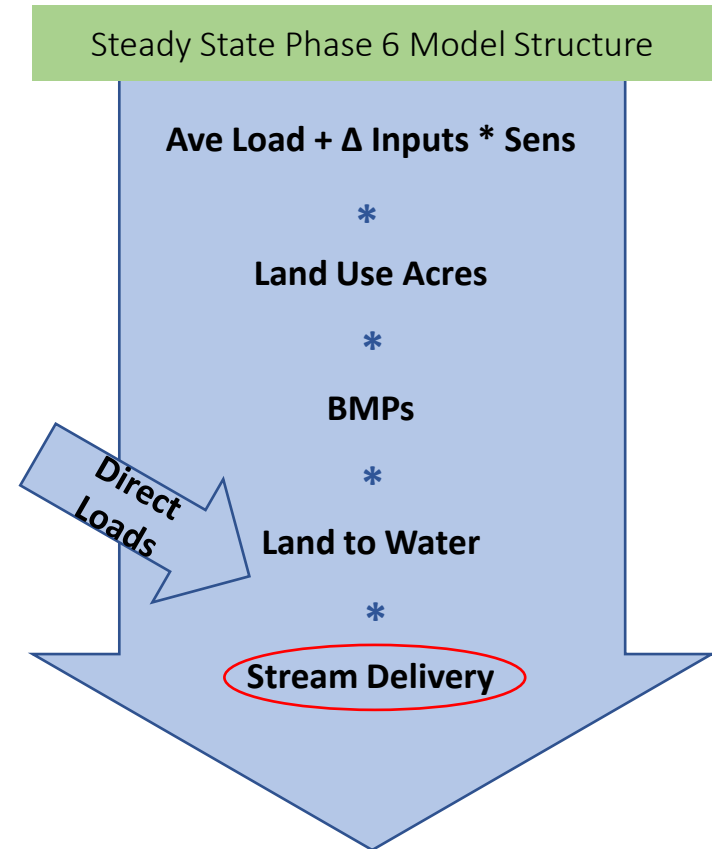 Steady State Phase 6 Model Structure
Ave Load + Δ Inputs * Sens
*
Land Use Acres
*
BMPs
*
Direct
Loads
Land to Water
*
Stream Delivery